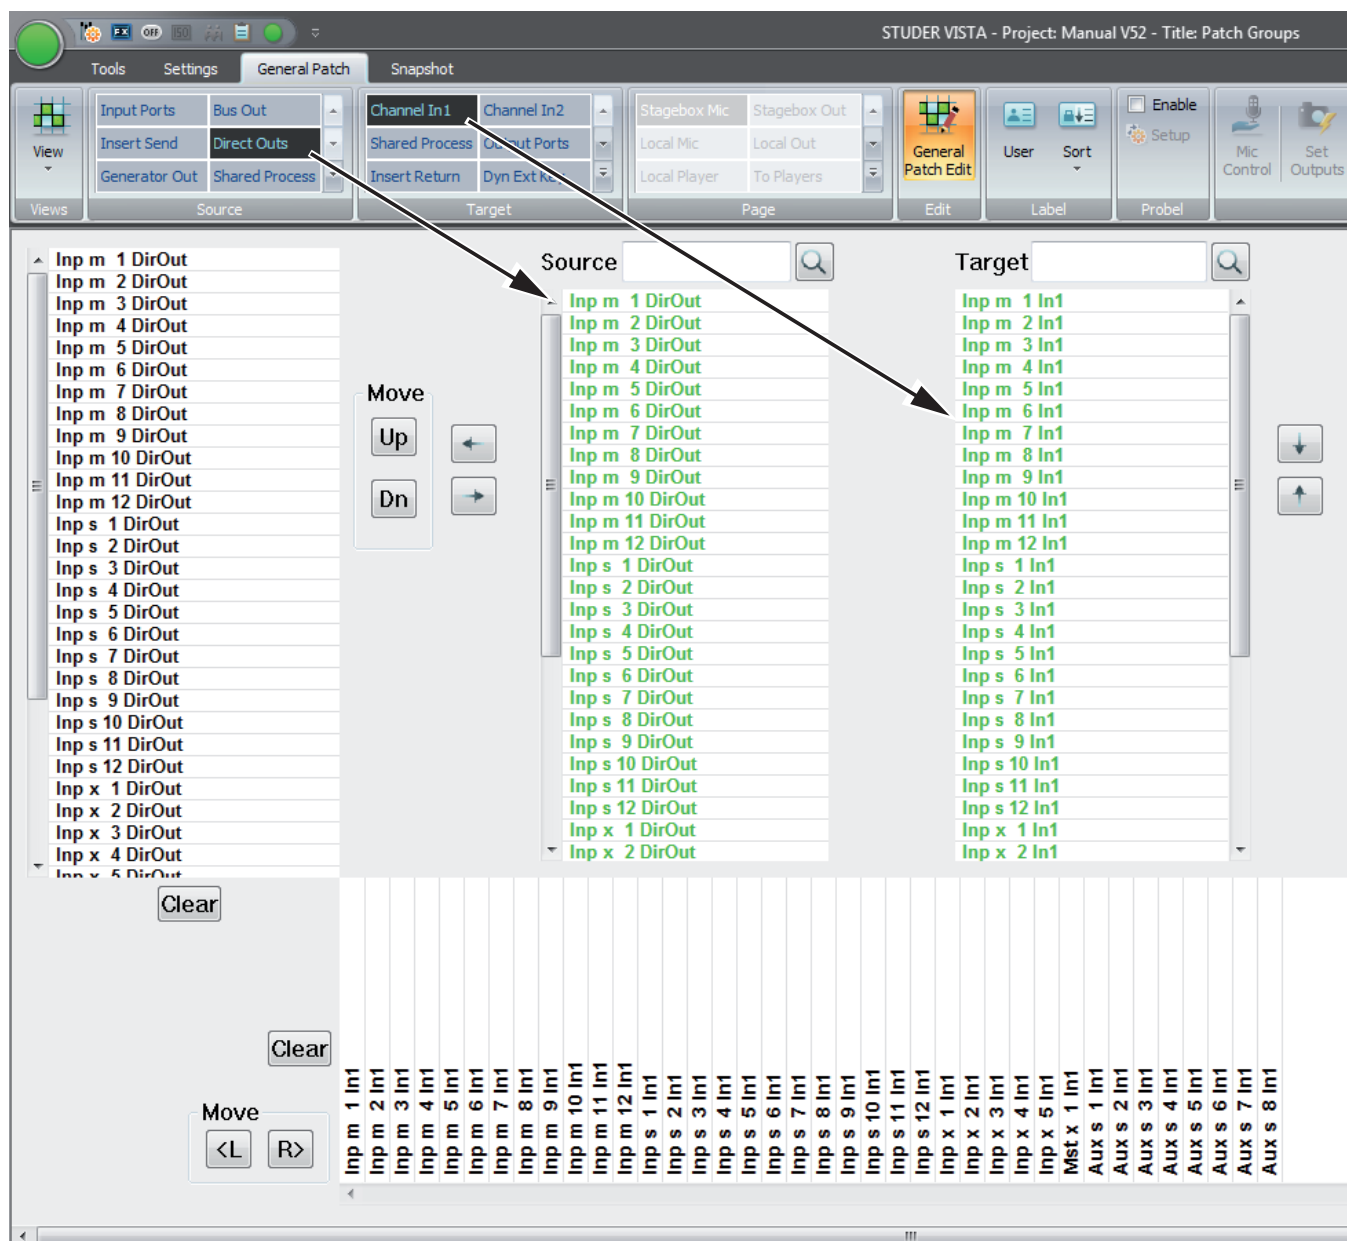 FX OFF ISO
STUDER VISTA - Project: Manual V52 - Title: Patch Groups
Tools Settings General Patch Snapshot
Input Ports Bus Out Channel In1 Channel In2 Stagebox Mic Stagebox Out Enable
View Insert Send Direct Outs Shared Process Output Ports Local Mic Local Out General Patch Edit User Sort Setup Mic Control Set Outputs
Generator Out Shared Process Insert Return Dyn Ext Key Local Player To Players
Views Source Target Page Edit Label Probel
Inp m 1 DirOut
Inp m 2 DirOut
Inp m 3 DirOut
Inp m 4 DirOut
Inp m 5 DirOut
Inp m 6 DirOut
Inp m 7 DirOut
Inp m 8 DirOut
Inp m 9 DirOut
Inp m 10 DirOut
Inp m 11 DirOut
Inp m 12 DirOut
Inp s 1 DirOut
Inp s 2 DirOut
Inp s 3 DirOut
Inp s 4 DirOut
Inp s 5 DirOut
Inp s 6 DirOut
Inp s 7 DirOut
Inp s 8 DirOut
Inp s 9 DirOut
Inp s 10 DirOut
Inp s 11 DirOut
Inp s 12 DirOut
Inp x 1 DirOut
Inp x 2 DirOut
Inp x 3 DirOut
Inp x 4 DirOut
Inp x 5 DirOut
Move
Up
Dn
Source
Inp m 1 DirOut
Inp m 2 DirOut
Inp m 3 DirOut
Inp m 4 DirOut
Inp m 5 DirOut
Inp m 6 DirOut
Inp m 7 DirOut
Inp m 8 DirOut
Inp m 9 DirOut
Inp m 10 DirOut
Inp m 11 DirOut
Inp m 12 DirOut
Inp s 1 DirOut
Inp s 2 DirOut
Inp s 3 DirOut
Inp s 4 DirOut
Inp s 5 DirOut
Inp s 6 DirOut
Inp s 7 DirOut
Inp s 8 DirOut
Inp s 9 DirOut
Inp s 10 DirOut
Inp s 11 DirOut
Inp s 12 DirOut
Inp x 1 DirOut
Inp x 2 DirOut
Target
Inp m 1 In1
Inp m 2 In1
Inp m 3 In1
Inp m 4 In1
Inp m 5 In1
Inp m 6 In1
Inp m 7 In1
Inp m 8 In1
Inp m 9 In1
Inp m 10 In1
Inp m 11 In1
Inp m 12 In1
Inp s 1 In1
Inp s 2 In1
Inp s 3 In1
Inp s 4 In1
Inp s 5 In1
Inp s 6 In1
Inp s 7 In1
Inp s 8 In1
Inp s 9 In1
Inp s 10 In1
Inp s 11 In1
Inp s 12 In1
Inp x 1 In1
Inp x 2 In1
Clear
Clear
Move
<L R>
Inp m 1 In1
Inp m 2 In1
Inp m 3 In1
Inp m 4 In1
Inp m 5 In1
Inp m 6 In1
Inp m 7 In1
Inp m 8 In1
Inp m 9 In1
Inp m 10 In1
Inp m 11 In1
Inp m 12 In1
Inp s 1 In1
Inp s 2 In1
Inp s 3 In1
Inp s 4 In1
Inp s 5 In1
Inp s 6 In1
Inp s 7 In1
Inp s 8 In1
Inp s 9 In1
Inp s 10 In1
Inp s 11 In1
Inp s 12 In1
Inp x 1 In1
Inp x 2 In1
Inp x 3 In1
Inp x 4 In1
Inp x 5 In1
Mst x 1 In1
Aux s 1 In1
Aux s 2 In1
Aux s 3 In1
Aux s 4 In1
Aux s 5 In1
Aux s 6 In1
Aux s 7 In1
Aux s 8 In1